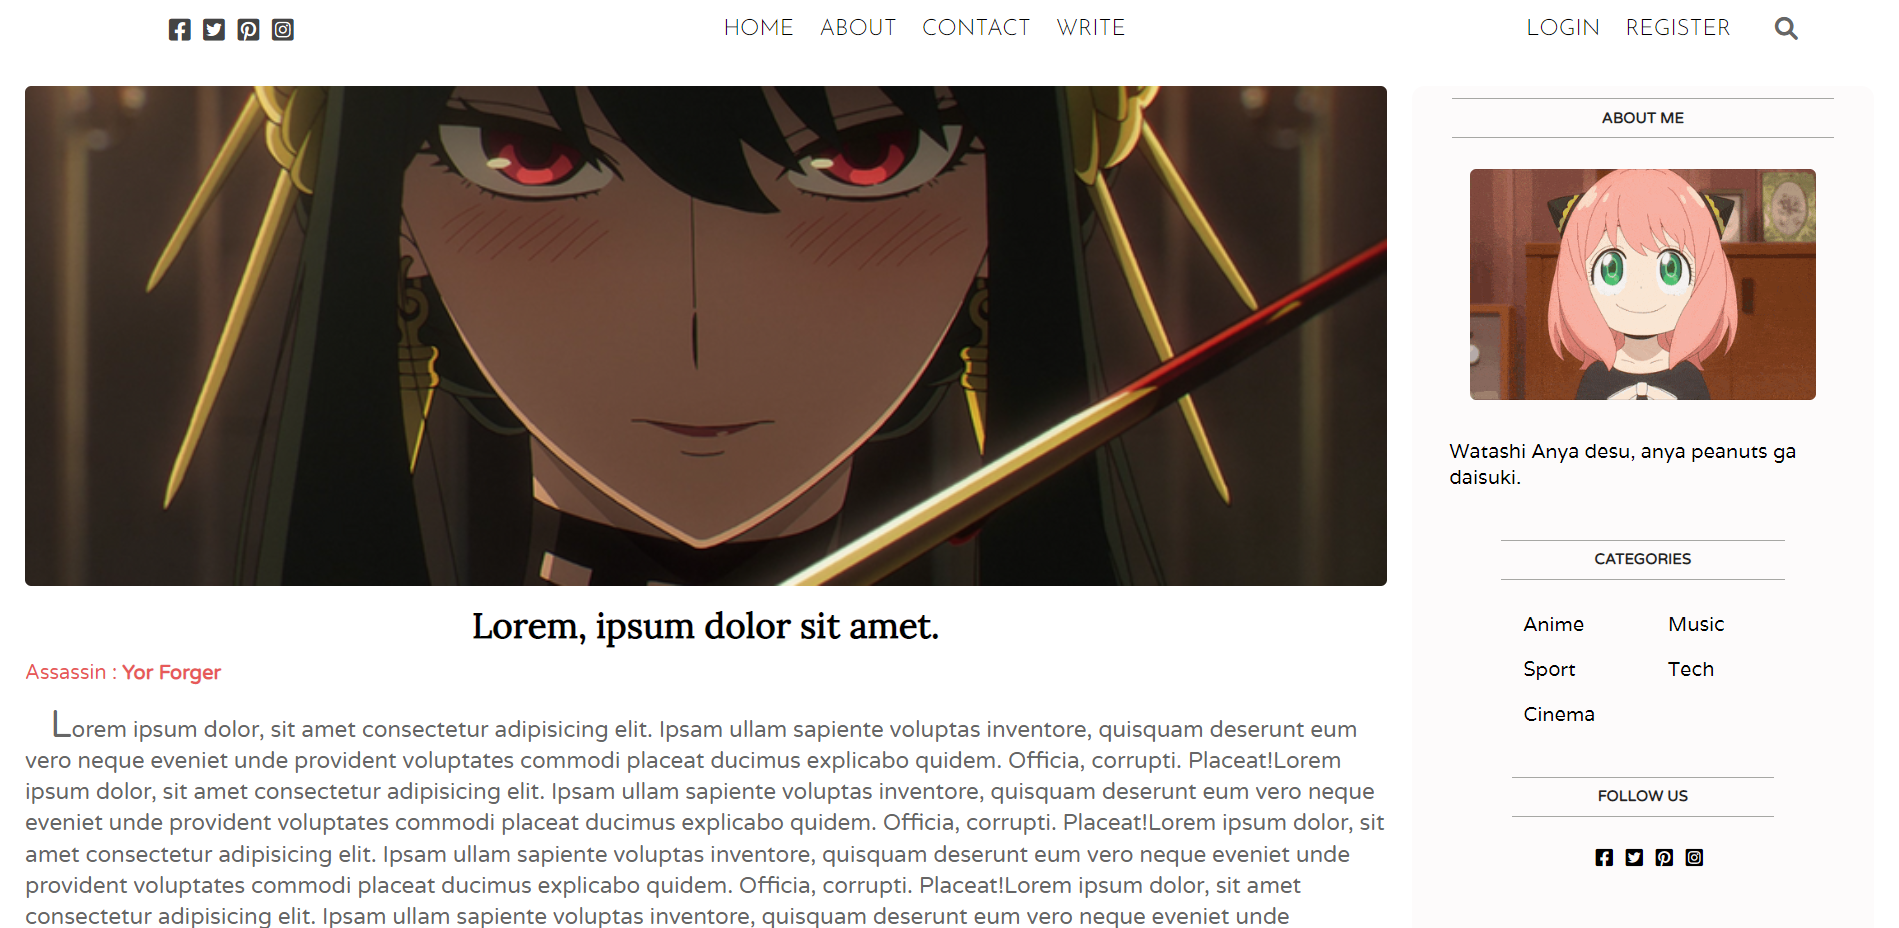 HOME ABOUT CONTACT WRITE
LOGIN REGISTER
Lorem, ipsum dolor sit amet.
Assassin : Yor Forger
Lorem ipsum dolor, sit amet consectetur adipisicing elit. Ipsam ullam sapiente voluptas inventore, quisquam deserunt eum
vero neque eveniet unde provident voluptates commodi placeat ducimus explicabo quidem. Officia, corrupti. Placeat!Lorem
ipsum dolor, sit amet consectetur adipisicing elit. Ipsam ullam sapiente voluptas inventore, quisquam deserunt eum vero neque
eveniet unde provident voluptates commodi placeat ducimus explicabo quidem. Officia, corrupti. Placeat!Lorem ipsum dolor, sit
amet consectetur adipisicing elit. Ipsam ullam sapiente voluptas inventore, quisquam deserunt eum vero neque eveniet unde
provident voluptates commodi placeat ducimus explicabo quidem. Officia, corrupti. Placeat!Lorem ipsum dolor, sit amet
consectetur adipisicing elit. Ipsam ullam sapiente voluptas inventore, quisquam deserunt eum vero neque eveniet unde
ABOUT ME
Watashi Anya desu, anya peanuts ga
daisuki.
CATEGORIES
Anime Music
Sport Tech
Cinema
FOLLOW US